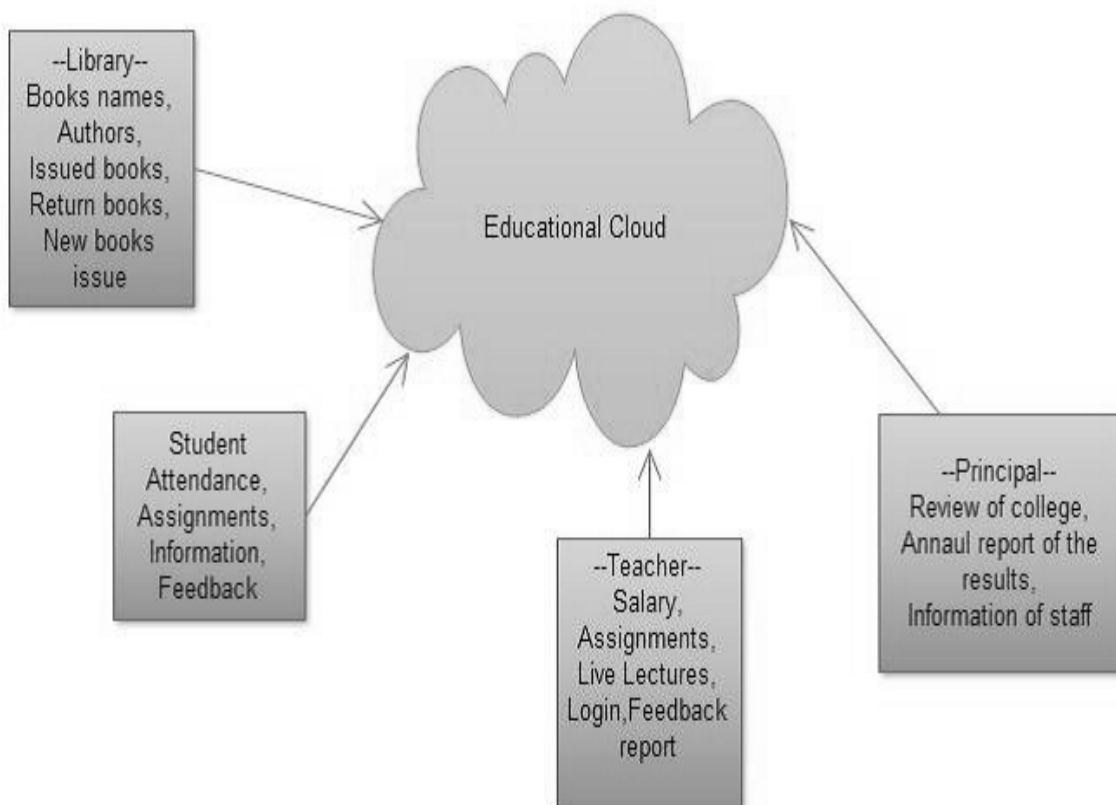 --Library--
Books names,
Authors,
Issued books,
Return books,
New books
issue
Educational Cloud
Student
Attendance,
Assignments,
Information,
Feedback
--Teacher--
Salary,
Assignments,
Live Lectures,
Login,Feedback
report
--Principal--
Review of college,
Annaul report of the
results,
Information of staff